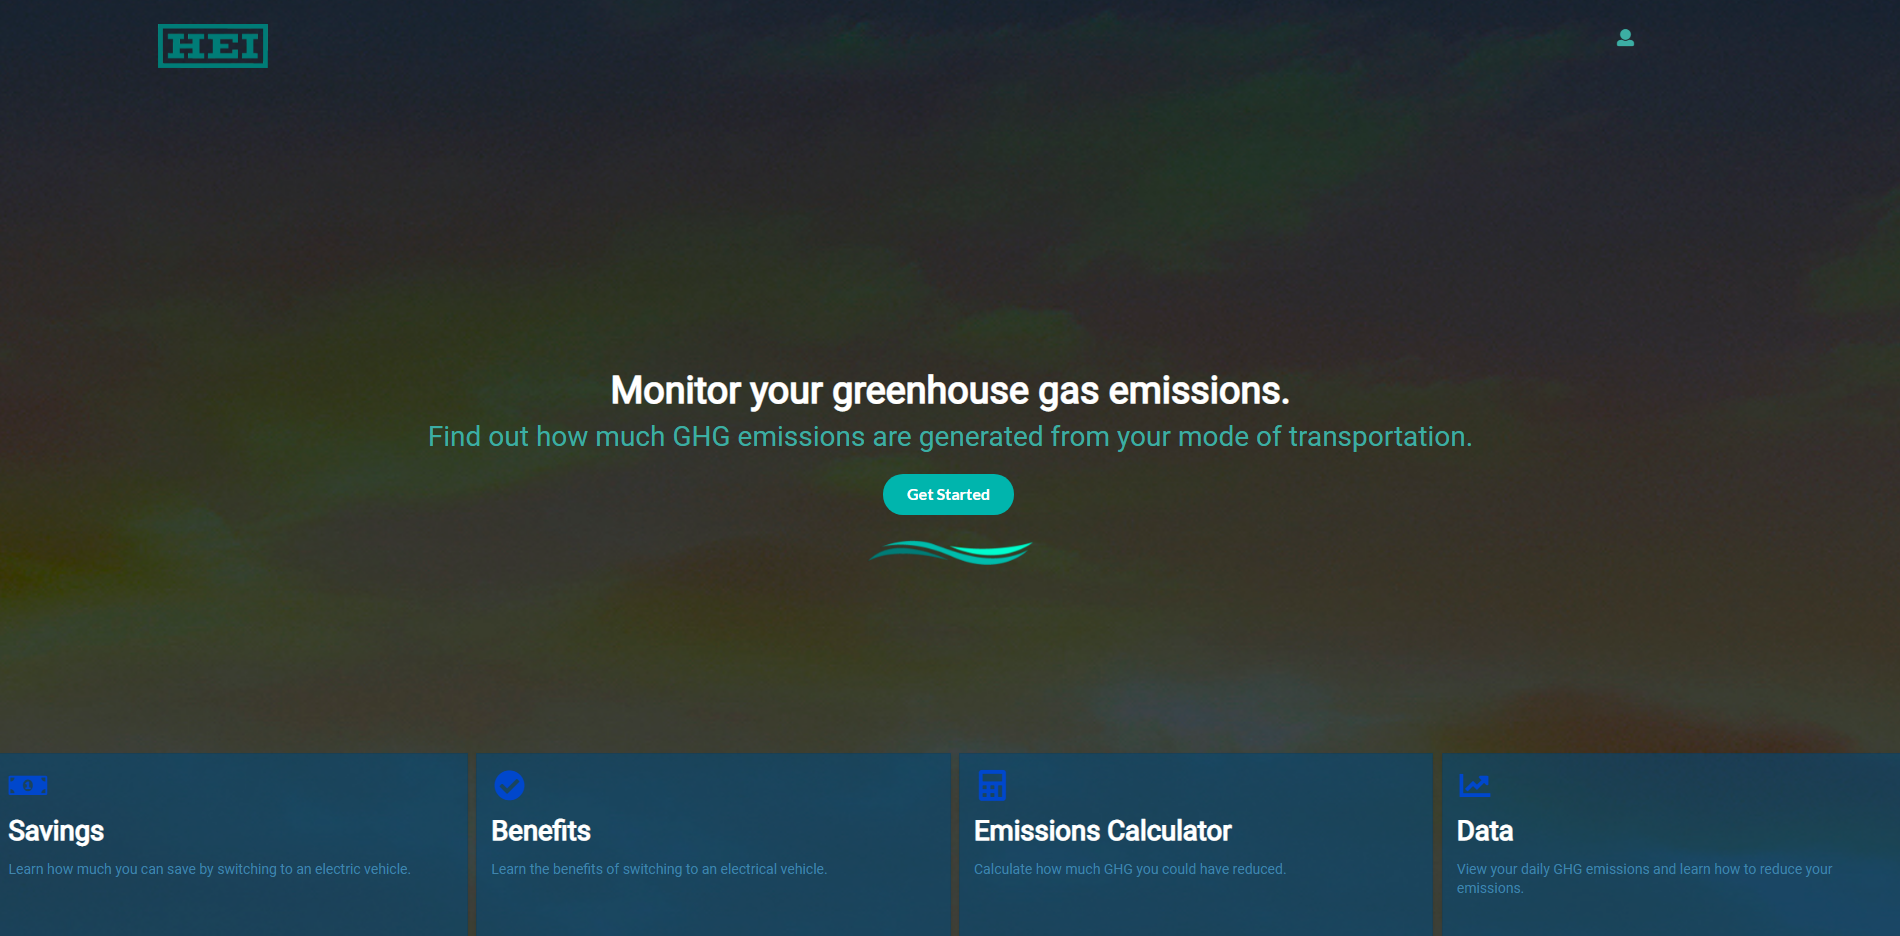 HEI
Monitor your greenhouse gas emissions.
Find out how much GHG emissions are generated from your mode of transportation.
Get Started
Savings
Learn how much you can save by switching to an electric vehicle.
Benefits
Learn the benefits of switching to an electrical vehicle.
Emissions Calculator
Calculate how much GHG you could have reduced.
Data
View your daily GHG emissions and learn how to reduce your
emissions.